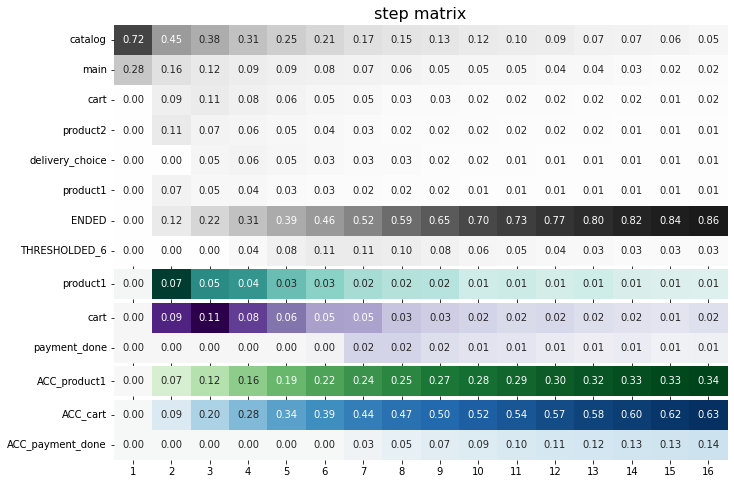 step matrix
catalog 0.72 0.45 0.38 0.31 0.25 0.21 0.17 0.15 0.13 0.12 0.10 0.09 0.07 0.07 0.06 0.05
main 0.28 0.16 0.12 0.09 0.09 0.08 0.07 0.06 0.05 0.05 0.05 0.04 0.04 0.03 0.02 0.02
cart 0.00 0.09 0.11 0.08 0.06 0.05 0.05 0.03 0.03 0.02 0.02 0.02 0.02 0.02 0.01 0.02
product2 0.00 0.11 0.07 0.06 0.05 0.04 0.03 0.02 0.02 0.02 0.02 0.01 0.02 0.01 0.01 0.01
delivery_choice 0.00 0.00 0.05 0.06 0.05 0.03 0.03 0.03 0.02 0.02 0.01 0.01 0.01 0.01 0.01 0.01
product1 0.00 0.07 0.05 0.04 0.03 0.03 0.02 0.02 0.02 0.01 0.01 0.01 0.01 0.01 0.01 0.01
ENDED 0.00 0.12 0.22 0.31 0.39 0.46 0.52 0.59 0.65 0.70 0.73 0.77 0.80 0.82 0.84 0.86
THRESHOLDED_6 0.00 0.00 0.00 0.04 0.08 0.11 0.11 0.10 0.08 0.06 0.05 0.04 0.03 0.03 0.03 0.03
product1 0.00 0.07 0.05 0.04 0.03 0.03 0.02 0.02 0.02 0.01 0.01 0.01 0.01 0.01 0.01 0.01
cart 0.00 0.09 0.11 0.08 0.06 0.05 0.05 0.03 0.03 0.02 0.02 0.02 0.02 0.02 0.01 0.02
payment_done 0.00 0.00 0.00 0.00 0.00 0.00 0.02 0.02 0.02 0.01 0.01 0.01 0.01 0.01 0.01 0.01
ACC_product1 0.00 0.07 0.12 0.16 0.19 0.22 0.24 0.25 0.27 0.28 0.29 0.30 0.32 0.33 0.33 0.34
ACC_cart 0.00 0.09 0.20 0.28 0.34 0.39 0.44 0.47 0.50 0.52 0.54 0.57 0.58 0.60 0.62 0.63
ACC_payment_done 0.00 0.00 0.00 0.00 0.00 0.00 0.03 0.05 0.07 0.09 0.10 0.11 0.12 0.13 0.13 0.14
1 2 3 4 5 6 7 8 9 10 11 12 13 14 15 16